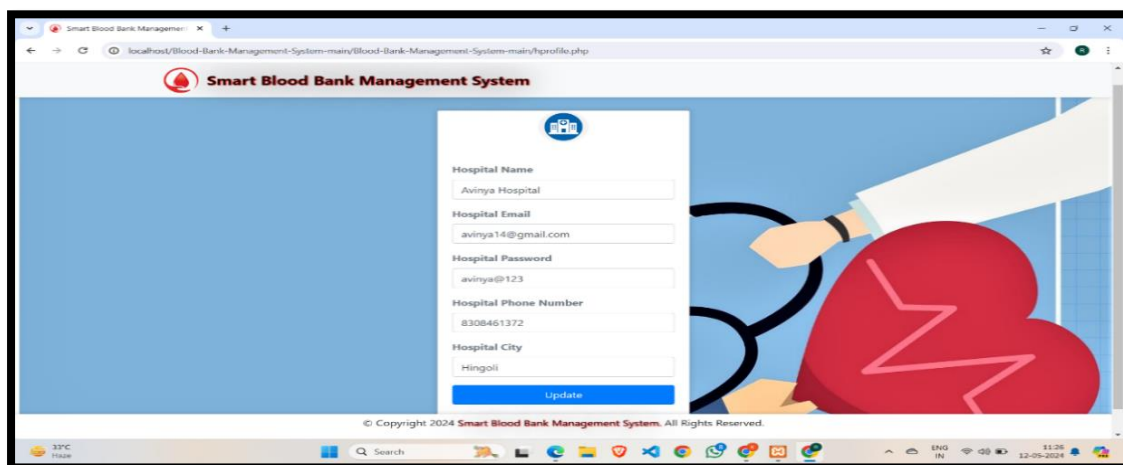 Smart Blood Bank Managemen
localhost/Blood-Bank-Management-System-main/Blood-Bank-Management-System-main/hprofile.php
Smart Blood Bank Management System
Hospital Name
Avinya Hospital
Hospital Email
avinya14@gmail.com
Hospital Password
avinya@123
Hospital Phone Number
8308461372
Hospital City
Hingoli
Update
© Copyright 2024 Smart Blood Bank Management System. All Rights Reserved.
33°C
Haze
Search
ENG
IN
11:26
12-05-2024